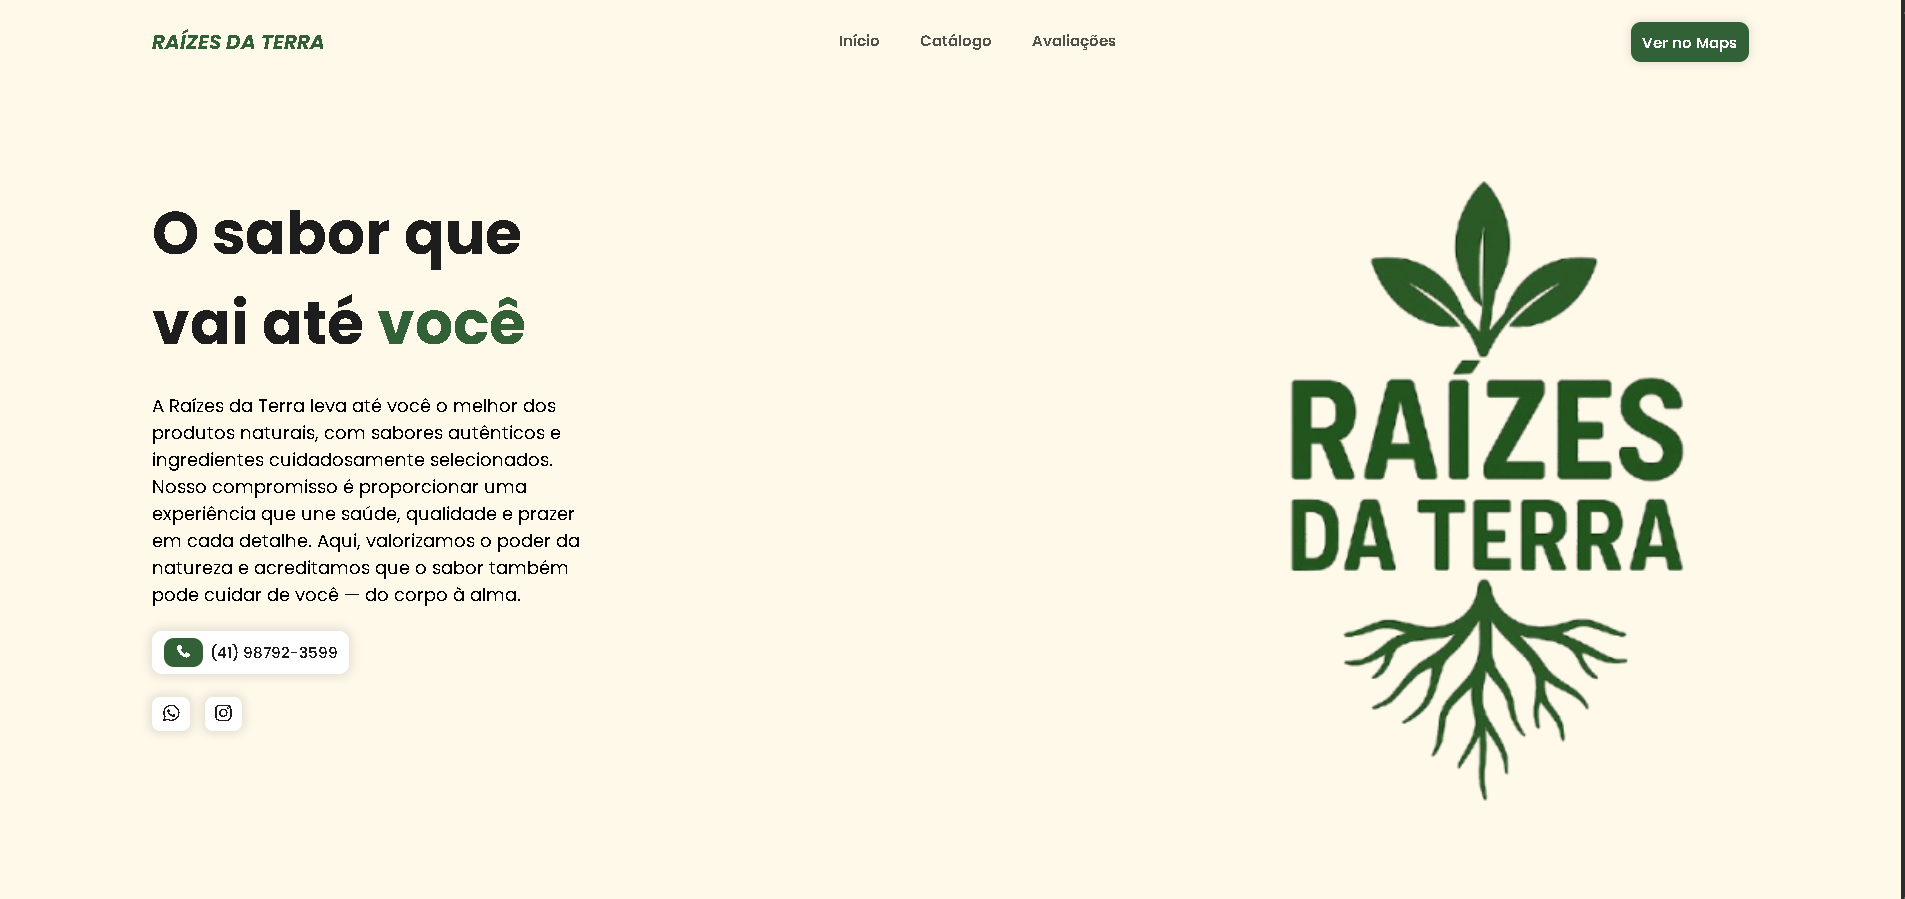 RAÍZES DA TERRA
Início
Catálogo
Avaliações
Ver no Maps
O sabor que
vai até você
A Raízes da Terra leva até você o melhor dos
produtos naturais, com sabores autênticos e
ingredientes cuidadosamente selecionados.
Nosso compromisso é proporcionar uma
experiência que une saúde, qualidade e prazer
em cada detalhe. Aqui, valorizamos o poder da
natureza e acreditamos que o sabor também
pode cuidar de você — do corpo à alma.
(41) 98792-3599
RAÍZES
DA TERRA